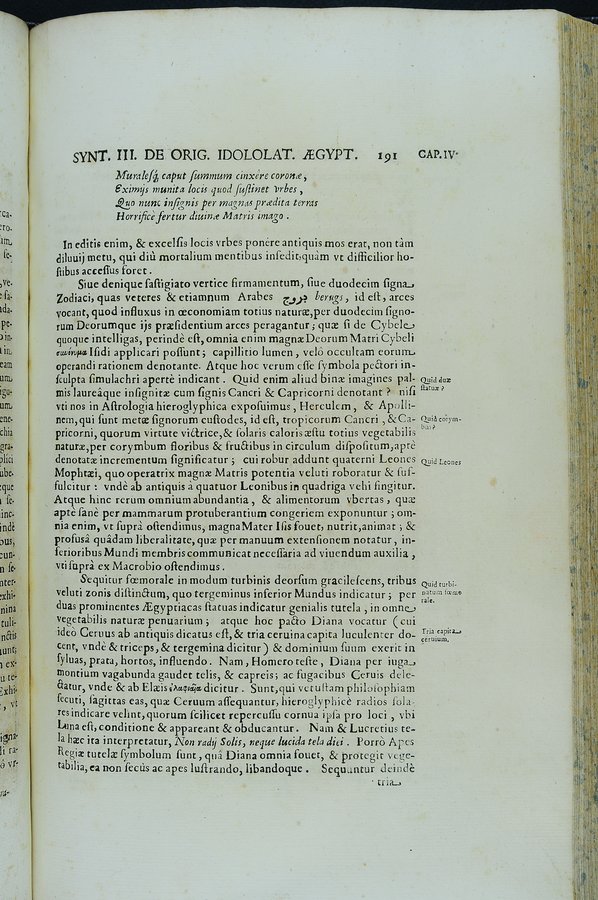 SYNT. III. DE ORIG. IDOLOLAT. ÆGYPT. 191 CAP. IV.
Muraleſq́; caput ſummum cinxere coronæ,
Eximijs munita locis quod ſuſtinet vrbes,
Quo nunc inſignis per magnas prædita terras
Horrificè fertur diuinæ Matris imago.
In editis enim, & excelſis locis vrbes ponere antiquis mos erat, non tàm
diluuij metu, qui diù mortalium mentibus inſedit; quàm vt difficilior ho-
ſtibus acceſſus foret.
Siue denique faſtigiato vertice firmamentum, ſiue duodecim ſigna
Zodiaci, quas veteres & etiamnum Arabes بروج berugi, id eſt, arces
vocant, quod influxus in œconomiam totius naturæ, per duodecim ſigno-
rum Deorumque ijs præſidentium arces peragantur; quæ ſi de Cybele
quoque intelligas, perindè eſt, omnia enim magnæ Deorum Matri Cybeli
Iſidi applicari poſſunt; capillitio lumen, velò occultam eorum
operandi rationem denotante. Atque hoc verum eſſe ſymbola pectori in-
ſculpta ſimulachri apertè indicant. Quid enim aliud binæ imagines pal-
mis laureâque inſignitæ cum ſignis Cancri & Capricorni denotant? niſi
vti nos in Aſtrologia hieroglyphica expoſuimus, Herculem, & Apolli-
nem, qui ſunt metæ ſignorum cuſtodes, id eſt, tropicorum Cancri, & Ca-
pricorni, quorum virtute victrice, & ſolaris caloris æſtu totius vegetabilis
naturæ, per corymbum floribus & fructibus in circulum diſpoſitum, aptè
denotatæ incrementum ſignificatur; cui robur addunt quaterni Leones
Mophtæi, quo operatrix magnæ Matris potentia veluti roboratur & ſuf-
fulcitur: vndè ab antiquis à quatuor Leonibus in quadriga vehi fingitur.
Atque hinc rerum omnium abundantia, & alimentorum vbertas, quæ
aptè ſanè per mammarum protuberantium congeriem exponuntur; om-
nia enim, vt ſuprà oſtendimus, magna Mater Iſis fouet, nutrit, animat; &
profuſâ quâdam liberalitate, quæ per manuum extenſionem notatur, in-
ferioribus Mundi membris communicat neceſſaria ad viuendum auxilia,
vti ſuprà ex Macrobio oſtendimus.
Sequitur fœmorale in modum turbinis deorſum gracileſcens, tribus
veluti zonis diſtinctum, quo tergeminus inferior Mundus indicatur; per
duas prominentes Ægyptiacas ſtatuas indicatur genialis tutela, in omne
vegetabilis naturæ penuarium; atque hoc pacto Diana vocatur (cui
ideò Ceruus ab antiquis dicatus eſt, & tria ceruina capita luculenter do-
cent, vndè & triceps, & tergemina dicitur) & dominium ſuum exerit in
ſyluas, prata, hortos, influendo. Nam, Homero teſte, Diana per iuga
montium vagabunda gaudet telis, & capreis; ac fugacibus Ceruis dele-
ctatur, vnde & ab Elæis dicitur. Sunt, qui vetuſtam philoſophiam
ſecuti, ſagittas eas, quæ Ceruum aſſequantur, hieroglyphicè radios ſola-
res indicare velint, quorum ſcilicet repercuſſu cornua ipſa pro loci, vbi
Luna eſt, conditione & appareant & obducantur. Nam & Lucretius te-
la hæc ita interpretatur, Non radij Solis, neque lucida tela diei. Porrò Apes
Regiæ tutelæ ſymbolum ſunt, quâ Diana omnia fouet, & protegit vege-
tabilia, ea non ſecùs ac apes luſtrando, libandoque. Sequuntur deindè
tria
Quid duæ
ſtatuæ?
Quid corym-
bus?
Quid Leones
Quid turbi-
natum fœmo-
rale.
Tria capita
ceruium.